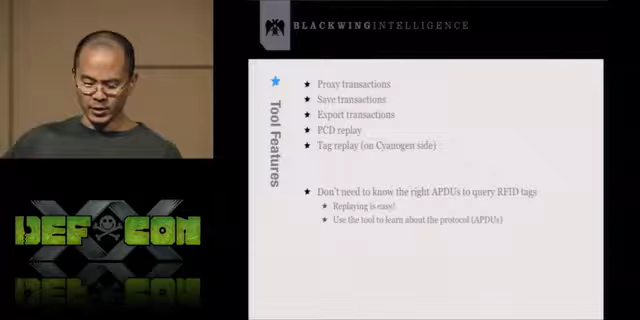 BLACKWINGINTELLIGENCE
Tool Features
Proxy transactions
Save transactions
Export transactions
PCD replay
Tag replay (on Cyanogen side)
Don't need to know the right APDUs to query RFID tags
Replaying is easy!
Use the tool to learn about the protocol (APDUs)
DEF CON
XX